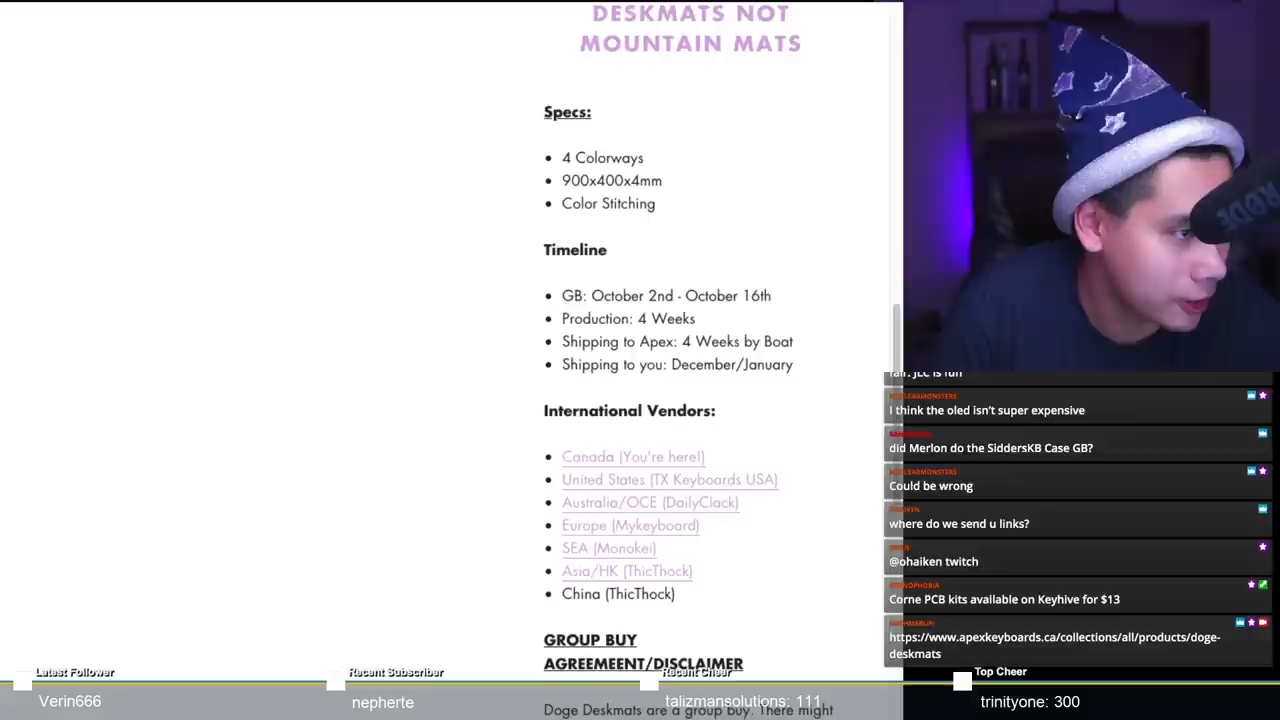 DESKMATS NOT
MOUNTAIN MATS
Specs:
4 Colorways
900x400x4mm
Color Stitching
Timeline
GB: October 2nd - October 16th
Production: 4 Weeks
Shipping to Apex: 4 Weeks by Boat
Shipping to you: December/January
International Vendors:
Canada (You're here!)
United States (TX Keyboards USA)
Australia/OCE (DailyClack)
Europe (Mykeyboard)
SEA (Monokei)
Asia/HK (ThicThock)
China (ThicThock)
GROUP BUY
AGREEMEENT/DISCLAIMER
Doge Deskmats are a group buy. There might
RØDE
fair. JLC is fun
I think the oled isn't super expensive
did Merlon do the SiddersKB Case GB?
Could be wrong
where do we send u links?
@ohaiken twitch
Corne PCB kits available on Keyhive for $13
https://www.apexkeyboards.ca/collections/all/products/doge-
deskmats
Latest Follower
Verin666
Recent Subscriber
nepherte
Recent Cheer
talizmansolutions: 111
Top Cheer
trinityone: 300